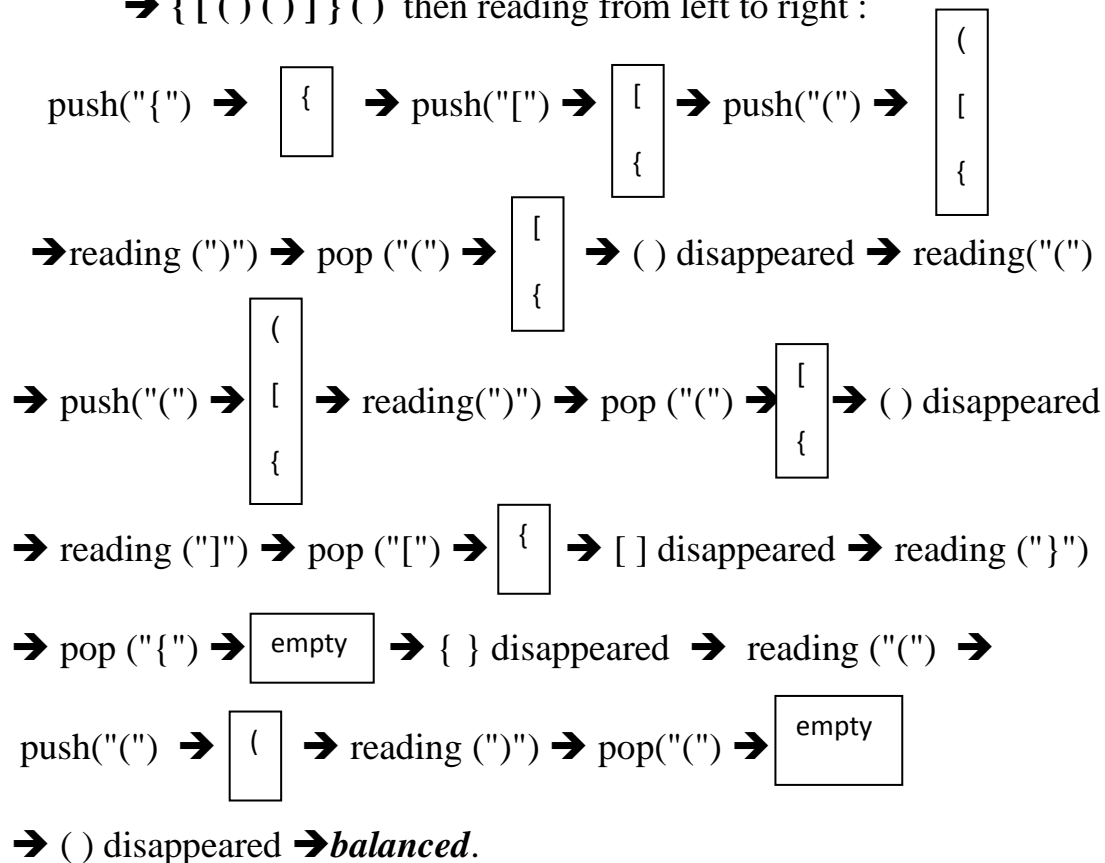 ➔ { [ ( ) ( ) ] } ( ) then reading from left to right :
push("{") ➔ { ➔ push("[") ➔ [ { ➔ push("(") ➔ ( [ {
➔reading (")") ➔ pop ("(") ➔ [ { ➔ ( ) disappeared ➔ reading("(")
➔ push("(") ➔ ( [ { ➔ reading(")") ➔ pop ("(") ➔ [ { ➔ ( ) disappeared
➔ reading ("]") ➔ pop ("[") ➔ { ➔ [ ] disappeared ➔ reading ("}")
➔ pop ("{") ➔ empty ➔ { } disappeared ➔ reading ("(") ➔
push("(") ➔ ( ➔ reading (")") ➔ pop("(") ➔ empty
➔ ( ) disappeared ➔balanced.